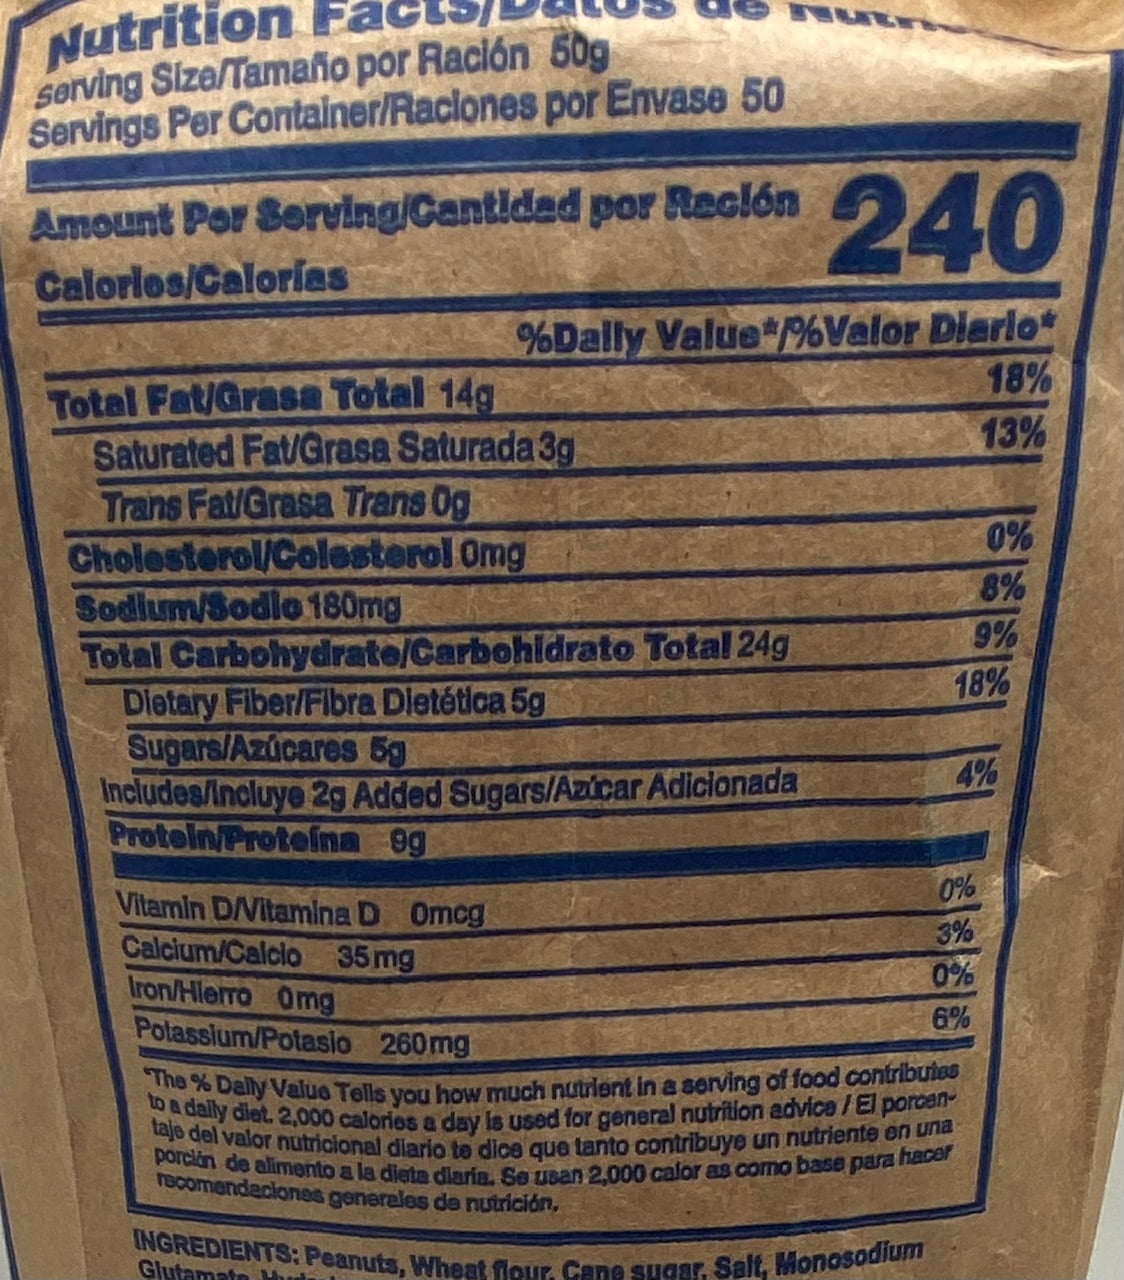 Nutrition Facts/Datos de Nutri
serving Size/Tamaño por Ración 50g
Servings Per Container/Raciones por Envase 50
Amount Per Serving/Cantidad por Ración 240
Calories/Calorías
%Daily Value*/%Valor Diario*
Total Fat/Grasa Total 14g 18%
Saturated Fat/Grasa Saturada 3g 13%
Trans Fat/Grasa Trans 0g
Cholesterol/Colesterol 0mg 0%
Sodium/Sodio 180mg 8%
Total Carbohydrate/Carbohidrato Total 24g 9%
Dietary Fiber/Fibra Dietética 5g 18%
Sugars/Azúcares 5g
Includes/Incluye 2g Added Sugars/Azícar Adicionada 4%
Protein/Proteína 9g
Vitamin D/Vitamina D 0mcg 0%
Calcium/Calcio 35mg 3%
Iron/Hierro 0mg 0%
Potassium/Potasio 260mg 6%
*The % Daily Value Tells you how much nutrient in a serving of food contributes
to a daily diet. 2,000 calories a day is used for general nutrition advice / El porcen-
taje del valor nutricional diario te dice que tanto contribuye un nutriente en una
porción de alimento a la dieta diaria. Se usan 2,000 calor as como base para hacer
recomendaciones generales de nutrición.
INGREDIENTS: Peanuts, Wheat flour, Cane sugar, Salt, Monosodium
Glutamate